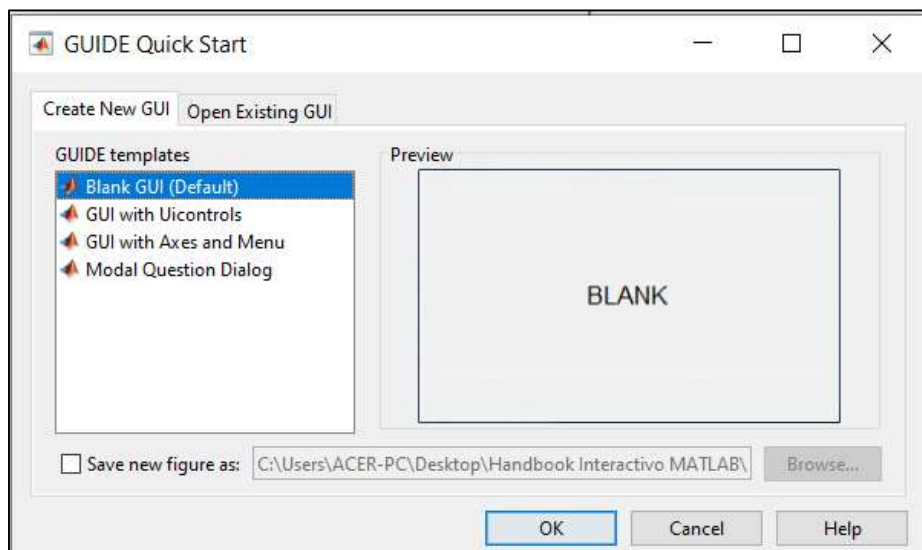 GUIDE Quick Start
Create New GUI Open Existing GUI
GUIDE templates
Blank GUI (Default)
GUI with Uicontrols
GUI with Axes and Menu
Modal Question Dialog
Preview
BLANK
Save new figure as: C:\Users\ACER-PC\Desktop\Handbook Interactivo MATLAB\ Browse...
OK Cancel Help